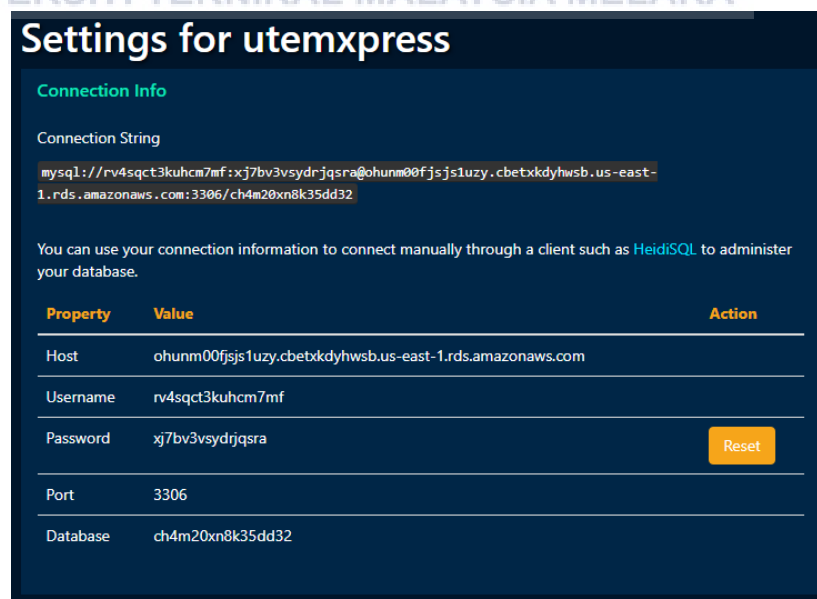 Settings for utemxpress
Connection Info
Connection String
mysql://rv4sqct3kuhcm7mf:xj7bv3vsydrjqsra@ohunm00fjsjs1uzy.cbetxkdyhwsb.us-east-
1.rds.amazonaws.com:3306/ch4m20xn8k35dd32
You can use your connection information to connect manually through a client such as HeidiSQL to administer
your database.
Property Value Action
Host ohunm00fjsjs1uzy.cbetxkdyhwsb.us-east-1.rds.amazonaws.com
Username rv4sqct3kuhcm7mf
Password xj7bv3vsydrjqsra Reset
Port 3306
Database ch4m20xn8k35dd32